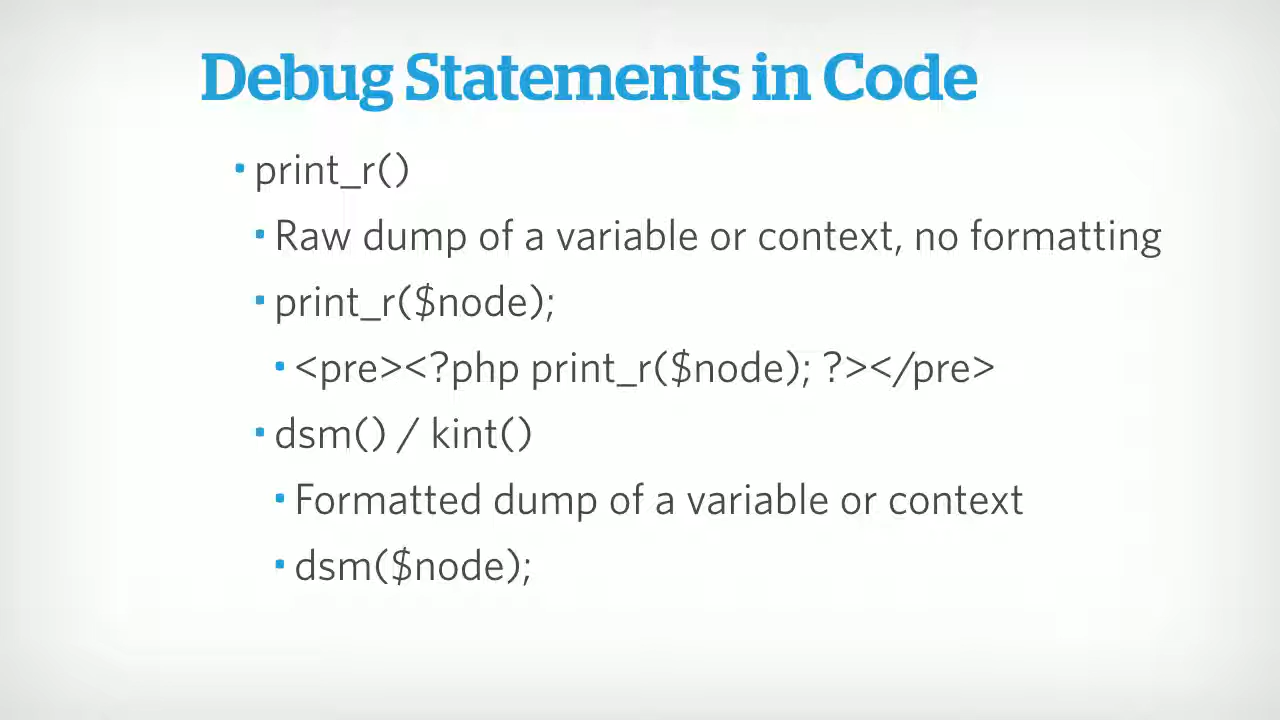 Debug Statements in Code
print_r()
Raw dump of a variable or context, no formatting
print_r($node);
<pre><?php print_r($node); ?></pre>
dsm() / kint()
Formatted dump of a variable or context
dsm($node);